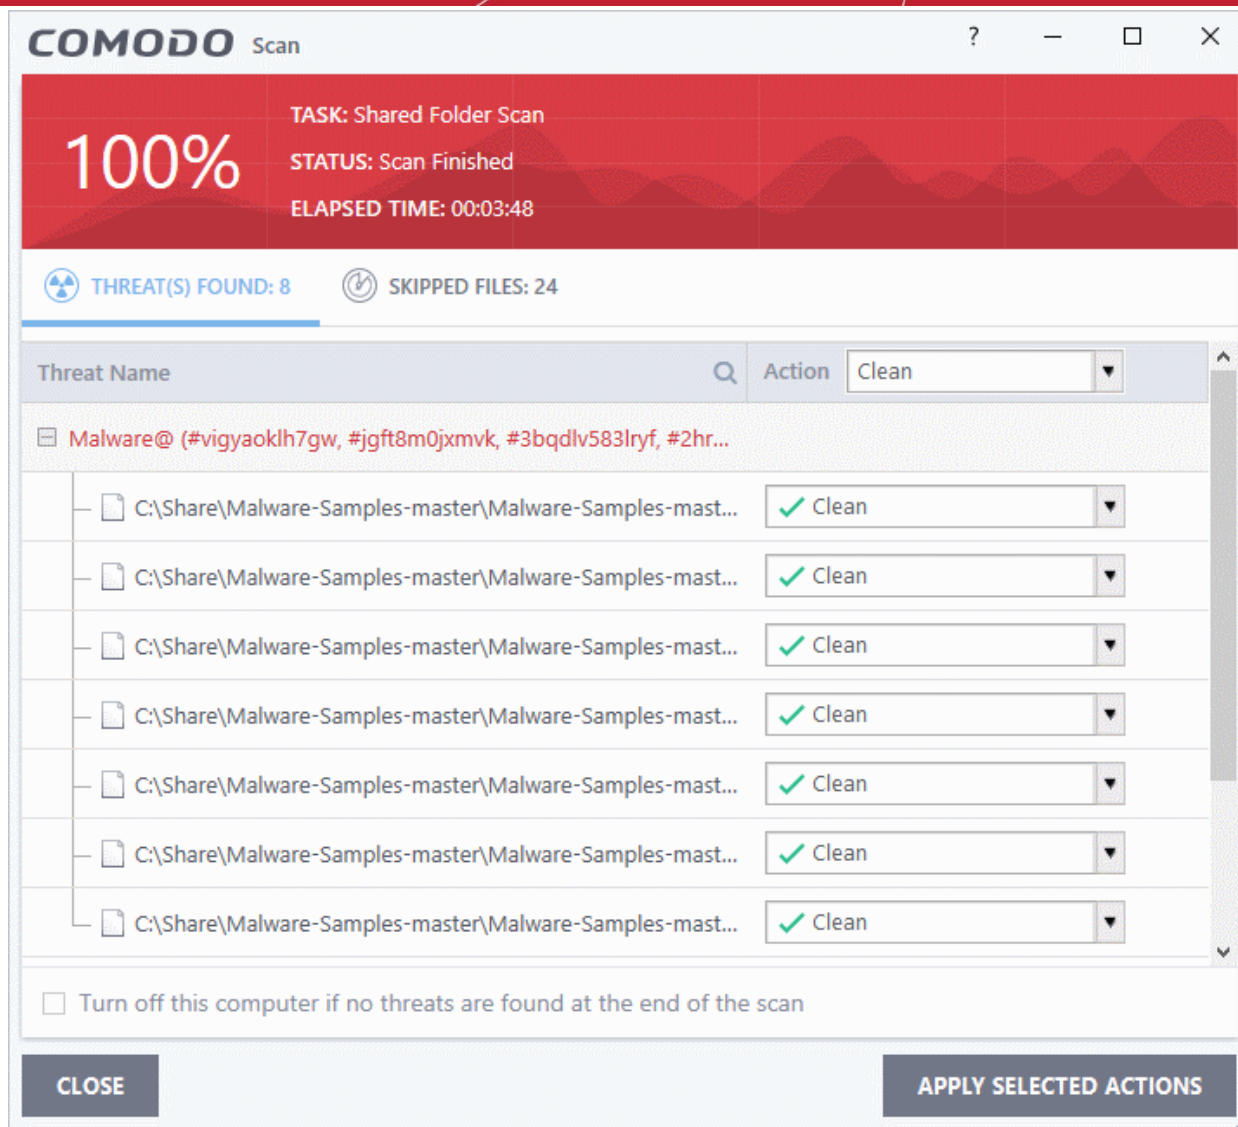 COMODO Scan ?
100%
TASK: Shared Folder Scan
STATUS: Scan Finished
ELAPSED TIME: 00:03:48
THREAT(S) FOUND: 8 SKIPPED FILES: 24
Threat Name Action Clean
Malware@ (#vigyaoklh7gw, #jgft8m0jxmvk, #3bqdlv583lryf, #2hr...
C:\Share\Malware-Samples-master\Malware-Samples-mast... Clean
C:\Share\Malware-Samples-master\Malware-Samples-mast... Clean
C:\Share\Malware-Samples-master\Malware-Samples-mast... Clean
C:\Share\Malware-Samples-master\Malware-Samples-mast... Clean
C:\Share\Malware-Samples-master\Malware-Samples-mast... Clean
C:\Share\Malware-Samples-master\Malware-Samples-mast... Clean
C:\Share\Malware-Samples-master\Malware-Samples-mast... Clean
Turn off this computer if no threats are found at the end of the scan
CLOSE APPLY SELECTED ACTIONS